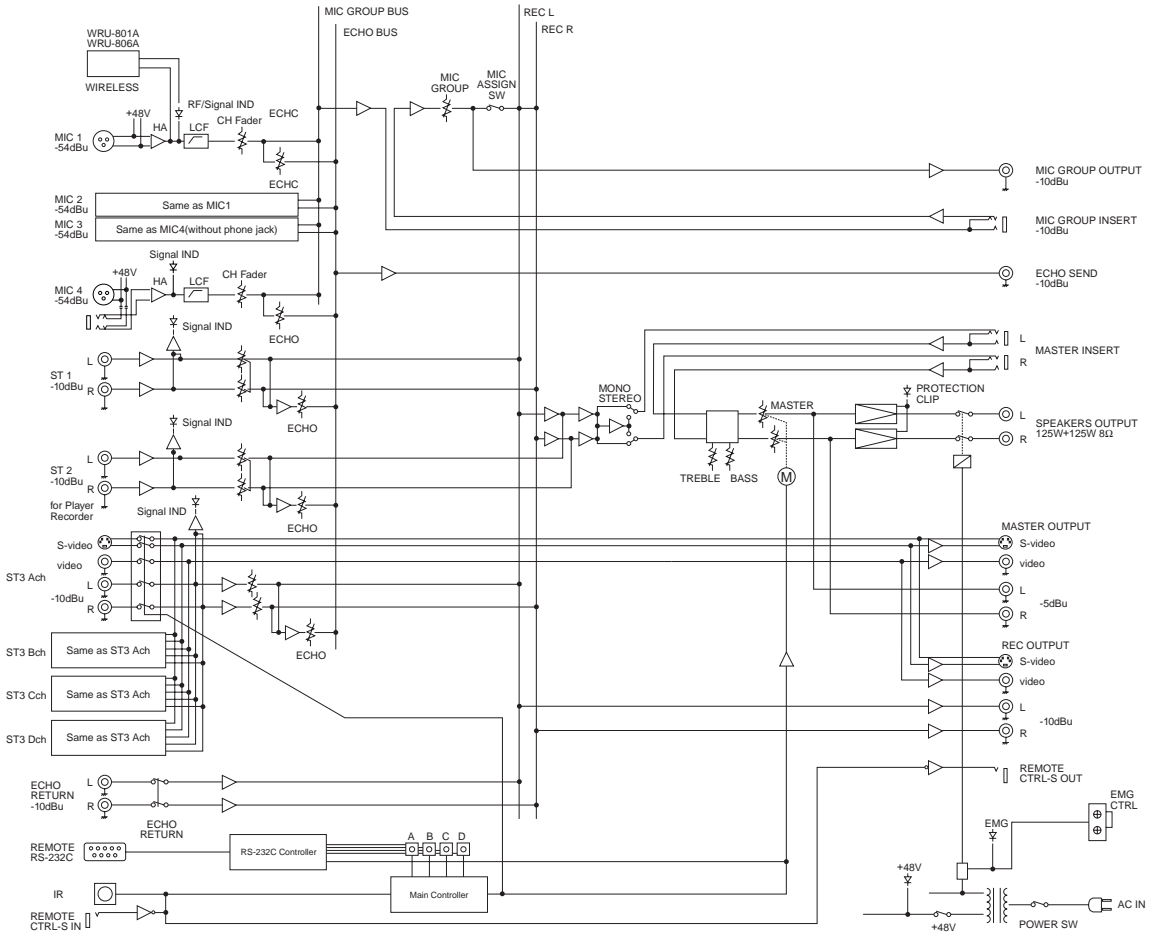 MIC GROUP BUS
ECHO BUS
REC L
REC R
WRU-801A
WRU-806A
WIRELESS
RF/Signal IND
+48V
HA
LCF
CH Fader
ECHC
MIC 1
-54dBu
MIC
GROUP
MIC
ASSIGN
SW
MIC GROUP OUTPUT
-10dBu
ECHC
MIC 2
-54dBu
Same as MIC1
MIC 3
-54dBu
Same as MIC4(without phone jack)
MIC GROUP INSERT
-10dBu
Signal IND
+48V
HA
LCF
CH Fader
MIC 4
-54dBu
ECHO SEND
-10dBu
ECHO
Signal IND
L
ST 1
-10dBu
R
ECHO
L
MASTER INSERT
R
MONO
STEREO
MASTER
PROTECTION
CLIP
L
SPEAKERS OUTPUT
125W+125W 8Ω
R
TREBLE
BASS
M
Signal IND
L
ST 2
-10dBu
R
for Player
Recorder
ECHO
Signal IND
S-video
video
ST3 Ach
L
-10dBu
R
ECHO
MASTER OUTPUT
S-video
video
L
-5dBu
R
ST3 Bch
Same as ST3 Ach
ST3 Cch
Same as ST3 Ach
ST3 Dch
Same as ST3 Ach
REC OUTPUT
S-video
video
L
-10dBu
R
ECHO
RETURN
-10dBu
L
R
ECHO
RETURN
REMOTE
CTRL-S OUT
REMOTE
RS-232C
RS-232C Controller
A
B
C
D
EMG
EMG
CTRL
IR
Main Controller
REMOTE
CTRL-S IN
+48V
+48V
POWER SW
AC IN